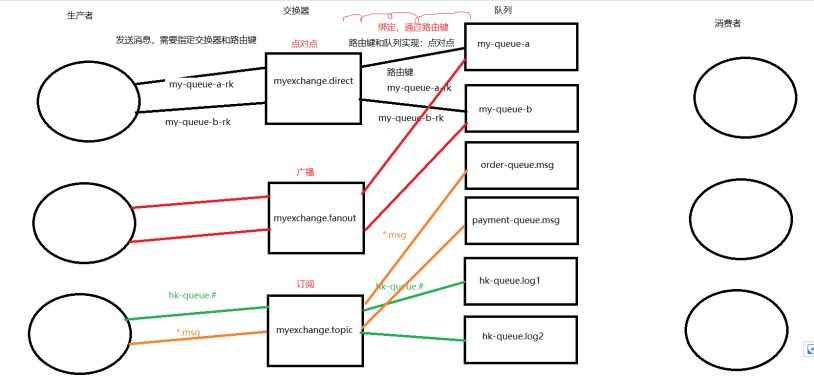 生产者
交换器
队列
消费者
绑定，通过路由键
发送消息，需要指定交换器和路由键
点对点
路由键和队列实现：点对点
my-queue-a
my-queue-a-rk
myexchange.direct
路由键
my-queue-a-rk
my-queue-b-rk
my-queue-b-rk
my-queue-b
order-queue.msg
广播
myexchange.fanout
payment-queue.msg
*.msg
订阅
hk-queue.#
hk-queue.#
hk-queue.log1
*.msg
myexchange.topic
hk-queue.log2